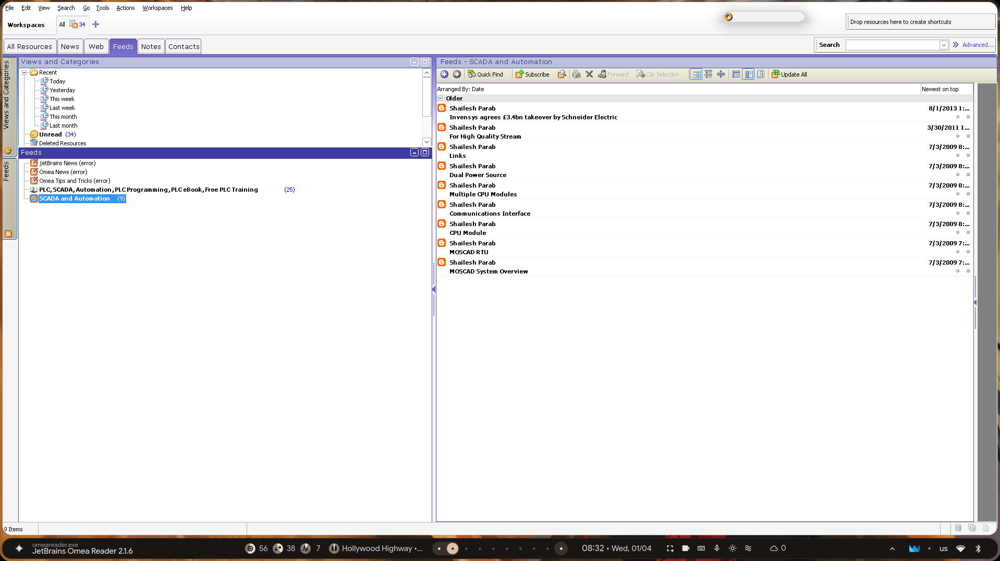 File Edit View Search Go Tools Actions Workspaces Help
Workspaces All 34
Drop resources here to create shortcuts
All Resources News Web Feeds Notes Contacts
Search Advanced...
Views and Categories
Feeds
Views and Categories
Recent
Today
Yesterday
This week
Last week
This month
Last month
Unread (34)
Deleted Resources
Feeds
JetBrains News (error)
Omea News (error)
Omea Tips and Tricks (error)
PLC, SCADA, Automation, PLC Programming, PLC eBook, Free PLC Training (25)
SCADA and Automation (9)
Feeds - SCADA and Automation
Quick Find Subscribe Forward Clip Selection Update All
Arranged By: Date Newest on top
Older
Shailesh Parab 8/1/2013 1:...
Invensys agrees £3.4bn takeover by Schneider Electric
Shailesh Parab 3/30/2011 1...
For High Quality Stream
Shailesh Parab 7/3/2009 8:...
Links
Shailesh Parab 7/3/2009 8:...
Dual Power Source
Shailesh Parab 7/3/2009 8:...
Multiple CPU Modules
Shailesh Parab 7/3/2009 8:...
Communications Interface
Shailesh Parab 7/3/2009 8:...
CPU Module
Shailesh Parab 7/3/2009 7:...
MOSCAD RTU
Shailesh Parab 7/3/2009 7:...
MOSCAD System Overview
9 Items
omeareader.exe
JetBrains Omea Reader 2.1.6
56 38 7 Hollywood Highway •... 08:32 • Wed, 01/04 0 us